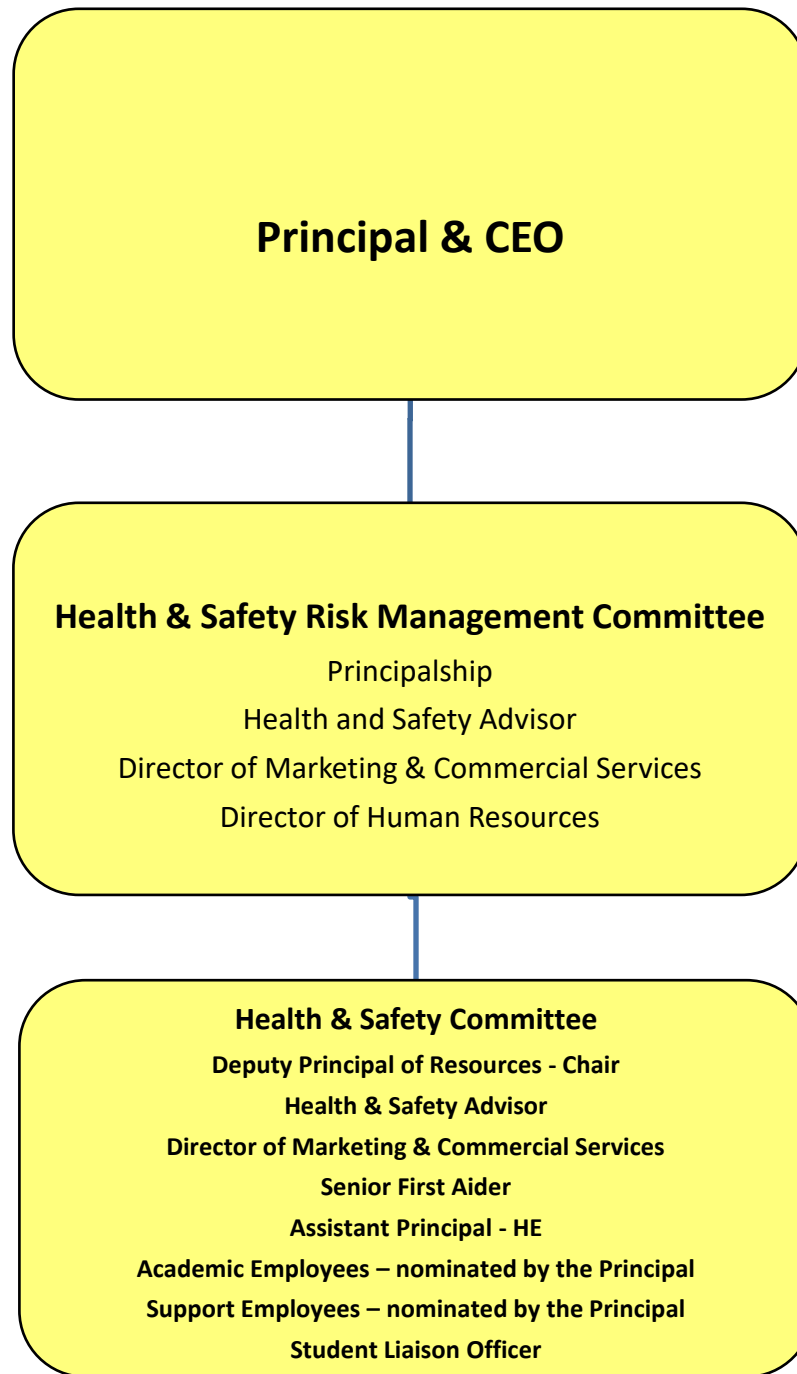 Principal & CEO
Health & Safety Risk Management Committee
Principalship
Health and Safety Advisor
Director of Marketing & Commercial Services
Director of Human Resources
Health & Safety Committee
Deputy Principal of Resources - Chair
Health & Safety Advisor
Director of Marketing & Commercial Services
Senior First Aider
Assistant Principal - HE
Academic Employees – nominated by the Principal
Support Employees – nominated by the Principal
Student Liaison Officer